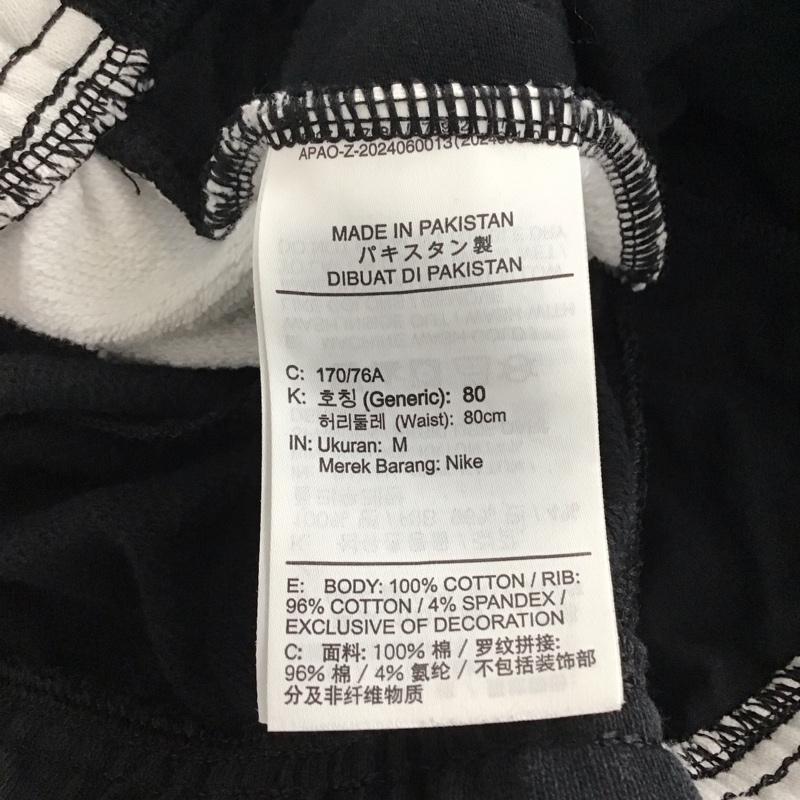 APAO-Z-2024060013(2024
MADE IN PAKISTAN
パキスタン製
DIBUAT DI PAKISTAN
C: 170/76A
K: 호칭 (Generic): 80
허리둘레 (Waist): 80cm
IN: Ukuran: M
Merek Barang: Nike
E: BODY: 100% COTTON / RIB:
96% COTTON / 4% SPANDEX /
EXCLUSIVE OF DECORATION
C: 面料: 100% 棉 / 罗纹拼接:
96% 棉 / 4% 氨纶 / 不包括装饰部
分及非纤维物质